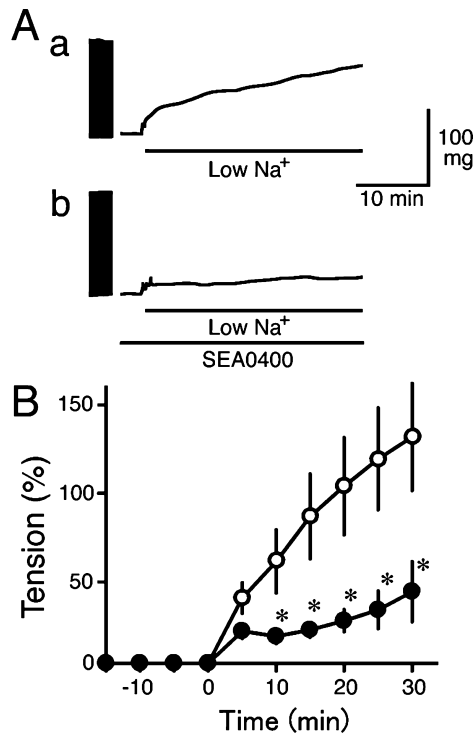 A
a
Low Na+
100
mg
10 min
b
Low Na+
SEA0400
B
150
100
50
0
Tension (%)
* * * * *
-10 0 10 20 30
Time (min)